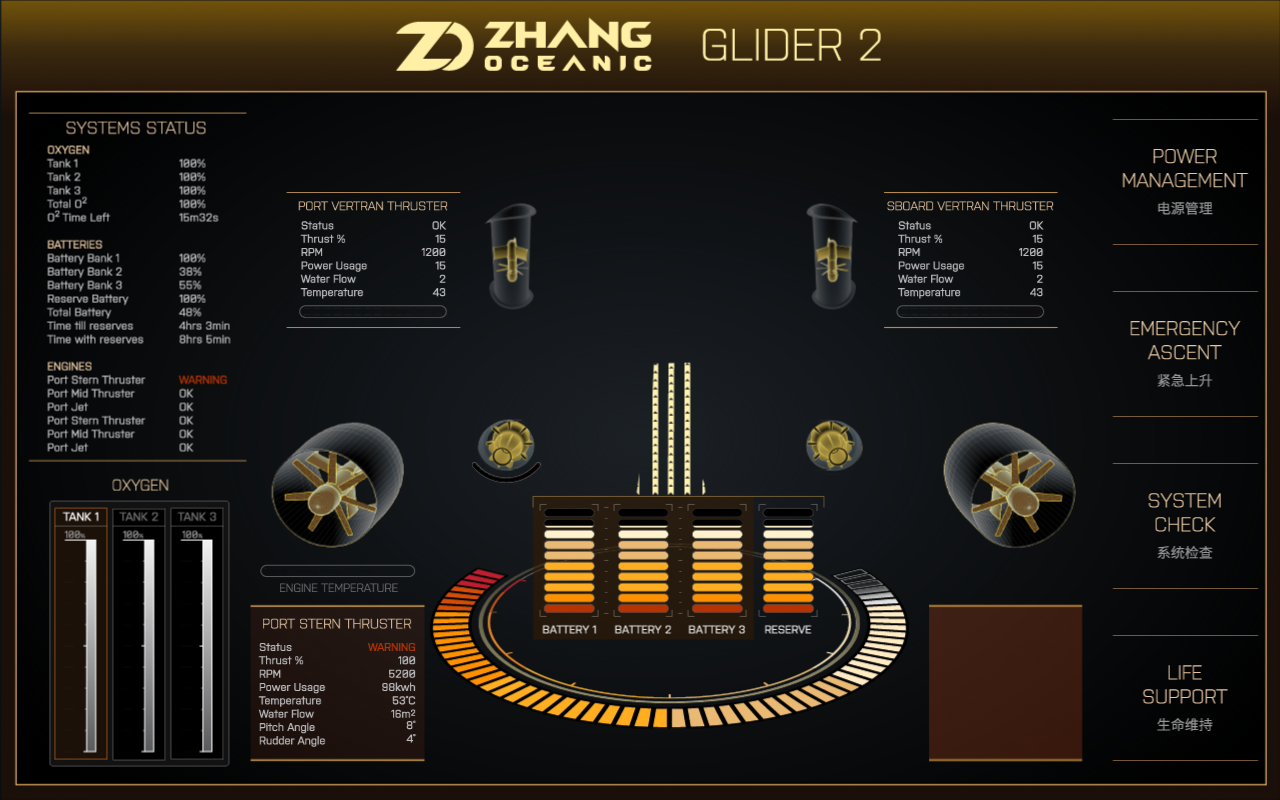 ZHANG
OCEANIC
GLIDER 2
SYSTEMS STATUS
OXYGEN
Tank 1 100%
Tank 2 100%
Tank 3 100%
Total O² 100%
O² Time Left 15m32s
BATTERIES
Battery Bank 1 100%
Battery Bank 2 38%
Battery Bank 3 55%
Reserve Battery 100%
Total Battery 48%
Time till reserves 4hrs 3min
Time with reserves 8hrs 5min
ENGINES
Port Stern Thruster WARNING
Port Mid Thruster OK
Port Jet OK
Port Stern Thruster OK
Port Mid Thruster OK
Port Jet OK
OXYGEN
TANK 1 TANK 2 TANK 3
100% 100% 100%
PORT VERTRAN THRUSTER
Status OK
Thrust % 15
RPM 1200
Power Usage 15
Water Flow 2
Temperature 43
SBOARD VERTRAN THRUSTER
Status OK
Thrust % 15
RPM 1200
Power Usage 15
Water Flow 2
Temperature 43
ENGINE TEMPERATURE
PORT STERN THRUSTER
Status WARNING
Thrust % 100
RPM 5200
Power Usage 98kwh
Temperature 53°C
Water Flow 16m²
Pitch Angle 8°
Rudder Angle 4°
BATTERY 1 BATTERY 2 BATTERY 3 RESERVE
POWER
MANAGEMENT
电源管理
EMERGENCY
ASCENT
紧急上升
SYSTEM
CHECK
系统检查
LIFE
SUPPORT
生命维持